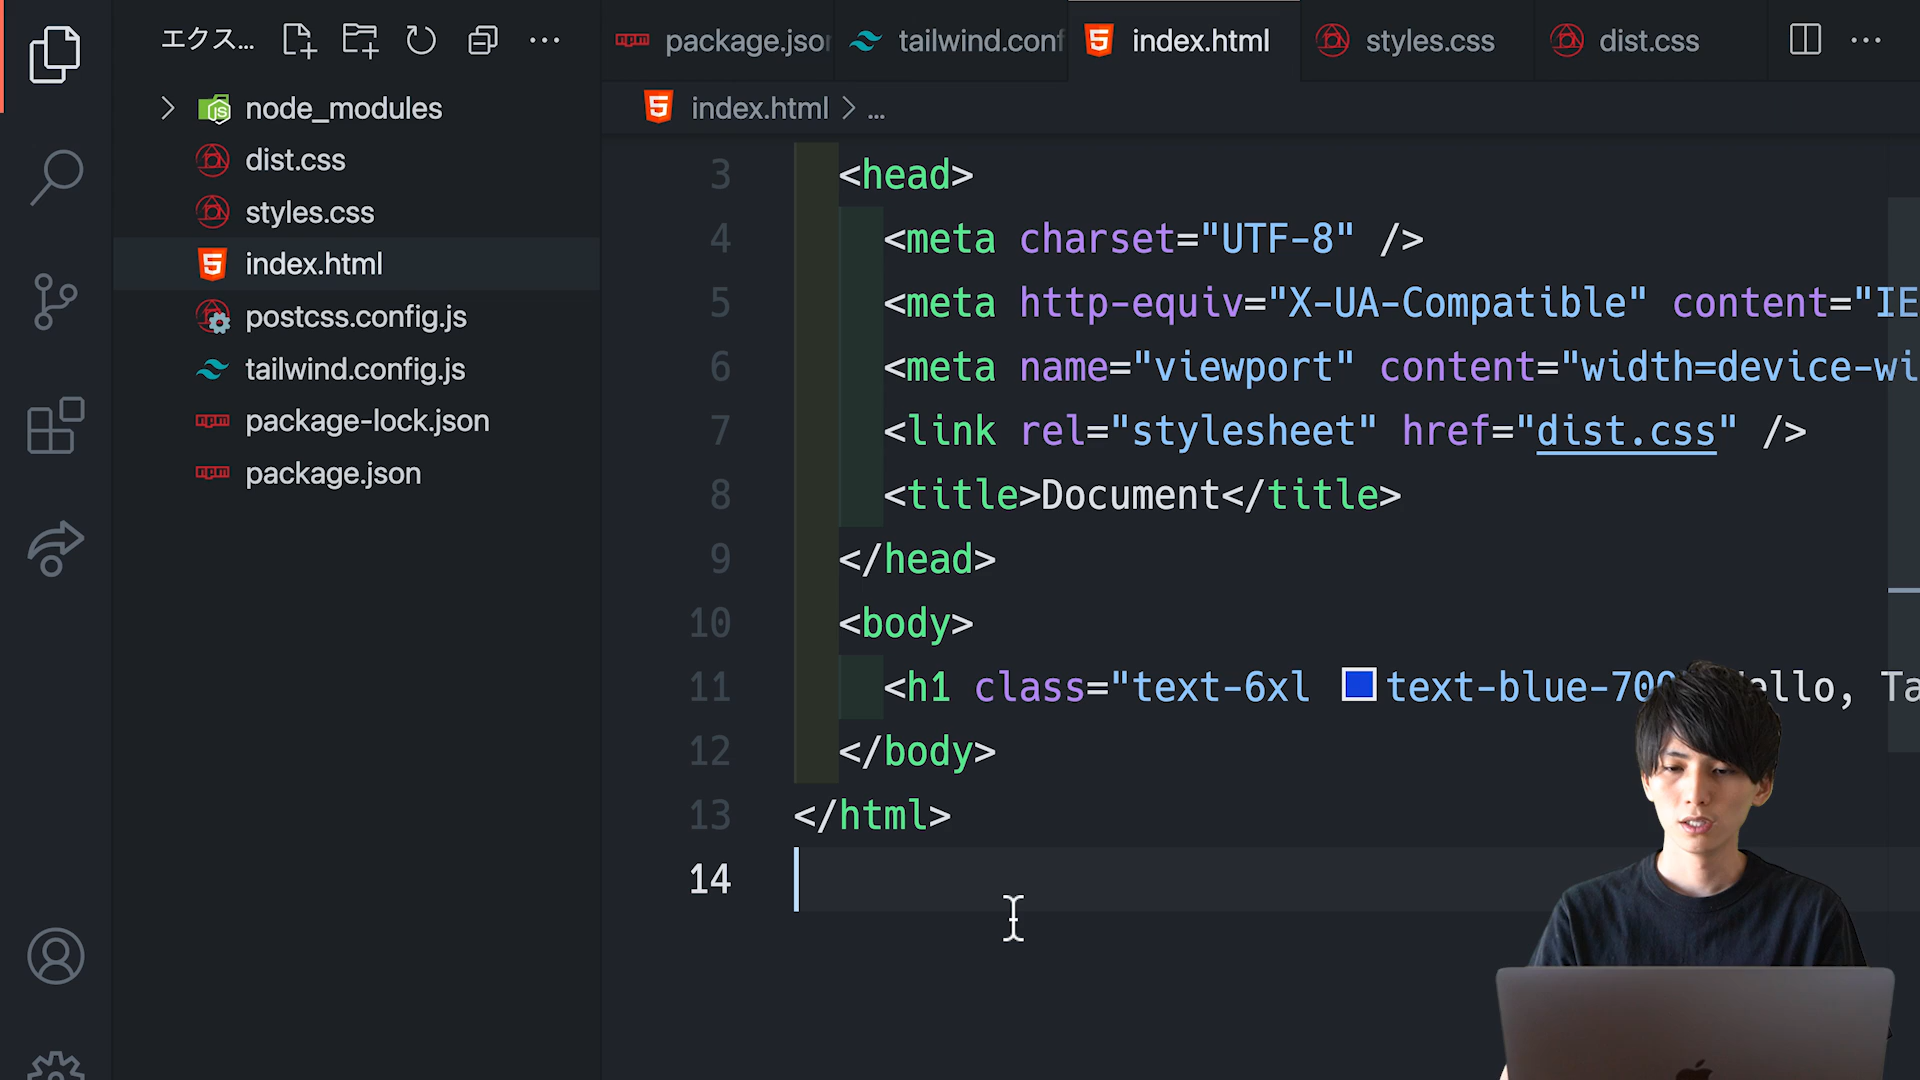 エクス...
package.jsor
tailwind.conf
index.html
styles.css
dist.css
index.html > ...
node_modules
dist.css
styles.css
index.html
postcss.config.js
tailwind.config.js
package-lock.json
package.json
3 <head>
4 <meta charset="UTF-8" />
5 <meta http-equiv="X-UA-Compatible" content="IE
6 <meta name="viewport" content="width=device-wi
7 <link rel="stylesheet" href="dist.css" />
8 <title>Document</title>
9 </head>
10 <body>
11 <h1 class="text-6xl text-blue-700 ello, Ta
12 </body>
13 </html>
14